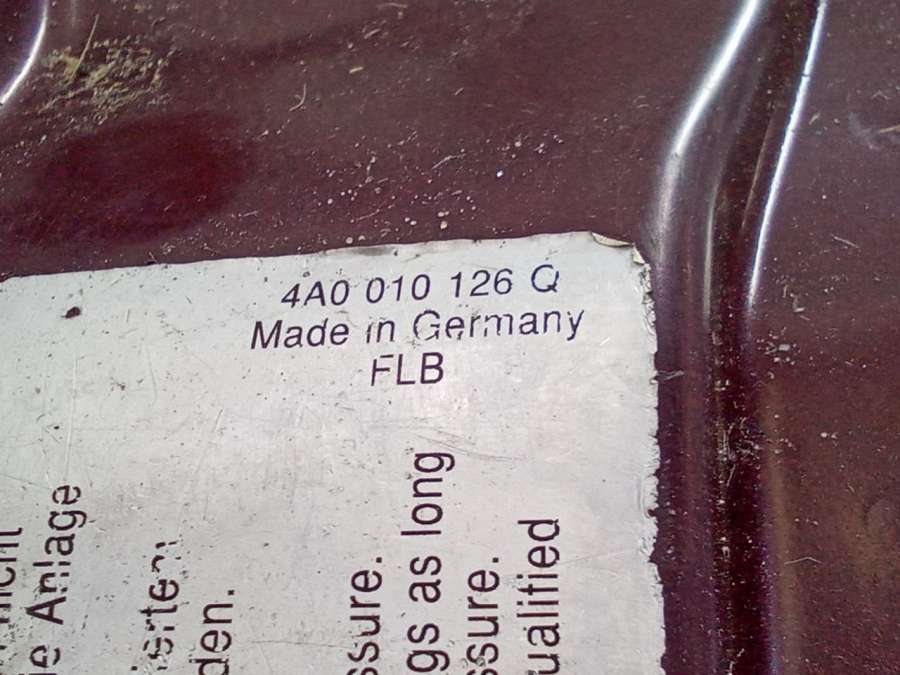 4A0 010 126 Q
Made in Germany
FLB
e Anlage
den.
ssure.
gs as long
ssure.
ualified